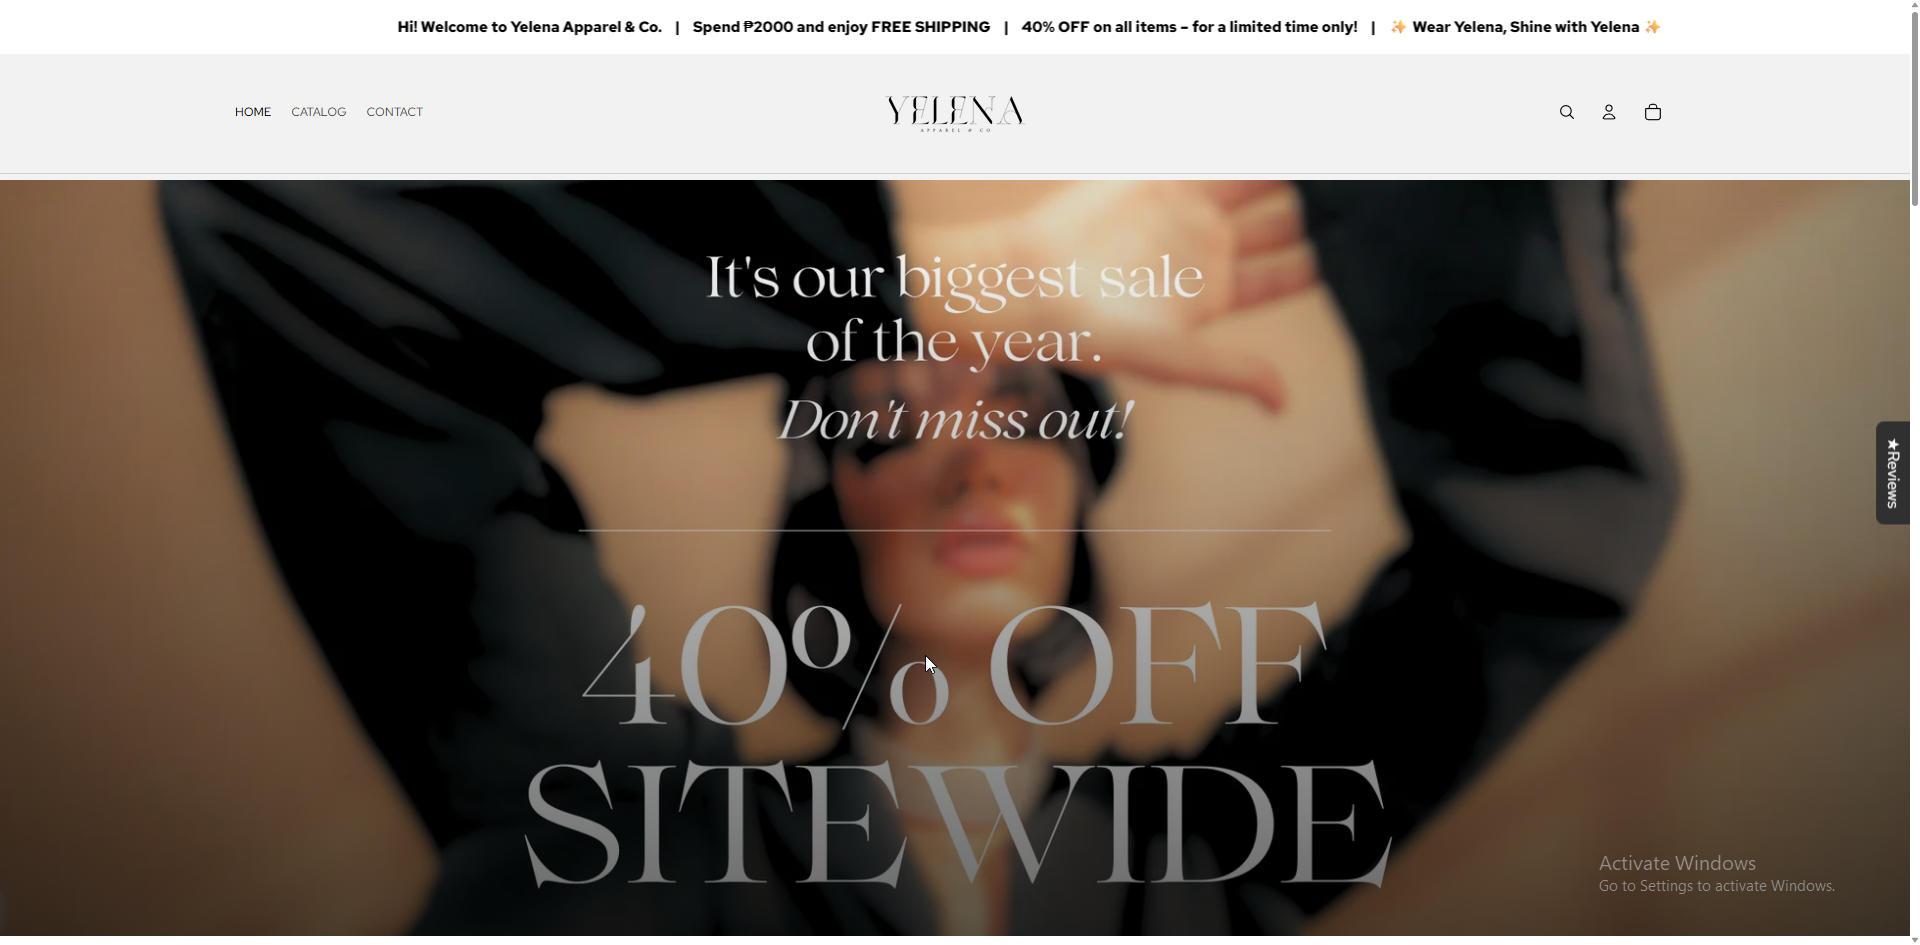 Hi! Welcome to Yelena Apparel & Co. | Spend ₱2000 and enjoy FREE SHIPPING | 40% OFF on all items – for a limited time only! | ✨ Wear Yelena, Shine with Yelena ✨
HOME CATALOG CONTACT
YELENA
APPAREL & CO
It's our biggest sale
of the year.
Don't miss out!
★Reviews
40% OFF
SITEWIDE
Activate Windows
Go to Settings to activate Windows.